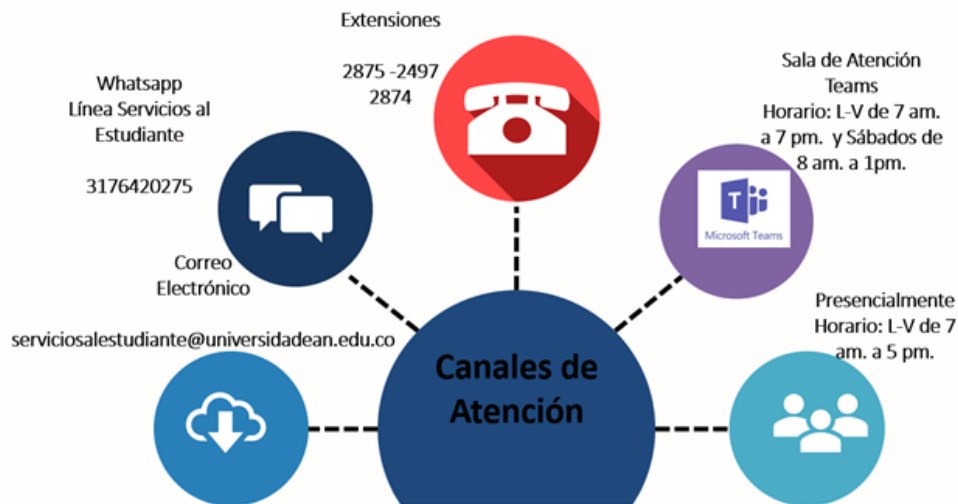 Extensiones
2875 -2497
2874
Whatsapp
Línea Servicios al
Estudiante
3176420275
Sala de Atención
Teams
Horario: L-V de 7 am.
a 7 pm. y Sábados de
8 am. a 1pm.
T
Microsoft Teams
Correo
Electrónico
serviciosalestudiante@universidadean.edu.co
Presencialmente
Horario: L-V de 7
am. a 5 pm.
Canales de
Atención